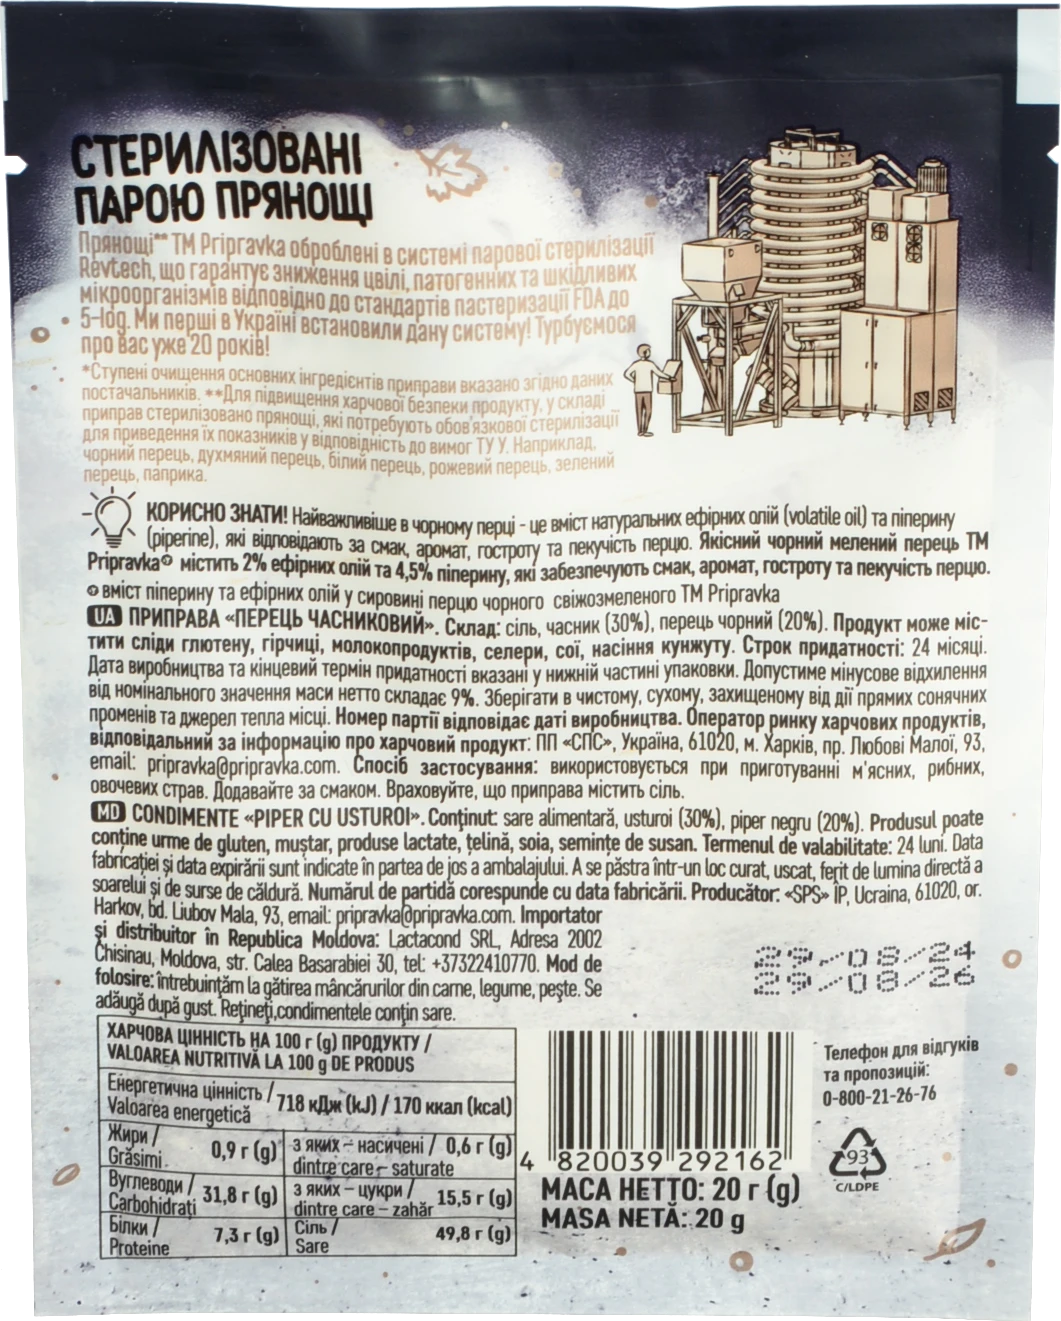 СТЕРИЛІЗОВАНІ
ПАРОЮ ПРЯНОЩІ
Прянощі** ТМ Pripravka оброблені в системі парової стерилізації
Revtech, що гарантує зниження цвілі, патогенних та шкідливих
мікроорганізмів відповідно до стандартів пастеризації FDA до
5-log. Ми перші в Україні встановили дану систему! Турбуємося
про Вас уже 20 років!
*Ступені очищення основних інгредієнтів приправи вказано згідно даних
постачальників. **Для підвищення харчової безпеки продукту, у складі
приправ стерилізовано прянощі, які потребують обов'язкової стерилізації
для приведення їх показників у відповідність до вимог ТУ У. Наприклад,
чорний перець, духмяний перець, білий перець, рожевий перець, зелений
перець, паприка.
КОРИСНО ЗНАТИ! Найважливіше в чорному перці - це вміст натуральних ефірних олій (volatile oil) та піперину
(piperine), які відповідають за смак, аромат, гостроту та пекучість перцю. Якісний чорний мелений перець ТМ
Pripravka містить 2% ефірних олій та 4,5% піперину, які забезпечують смак, аромат, гостроту та пекучість перцю.
вміст піперину та ефірних олій у сировині перцю чорного свіжозмеленого ТМ Pripravka
UA ПРИПРАВА «ПЕРЕЦЬ ЧАСНИКОВИЙ». Склад: сіль, часник (30%), перець чорний (20%). Продукт може міс-
тити сліди глютену, гірчиці, молокопродуктів, селери, сої, насіння кунжуту. Строк придатності: 24 місяці.
Дата виробництва та кінцевий термін придатності вказані у нижній частині упаковки. Допустиме мінусове відхилення
від номінального значення маси нетто складає 9%. Зберігати в чистому, сухому, захищеному від дії прямих сонячних
променів та джерел тепла місці. Номер партії відповідає даті виробництва. Оператор ринку харчових продуктів,
відповідальний за інформацію про харчовий продукт: ПП «СПС», Україна, 61020, м. Харків, пр. Любові Малої, 93,
email: pripravka@pripravka.com. Спосіб застосування: використовується при приготуванні м'ясних, рибних,
овочевих страв. Додавайте за смаком. Враховуйте, що приправа містить сіль.
MD CONDIMENTE «PIPER CU USTUROI». Conținut: sare alimentară, usturoi (30%), piper negru (20%). Produsul poate
conține urme de gluten, muștar, produse lactate, țelină, soia, semințe de susan. Termenul de valabilitate: 24 luni. Data
fabricației și data expirării sunt indicate în partea de jos a ambalajului. A se păstra într-un loc curat, uscat, ferit de lumina directă a
soarelui și de surse de căldură. Numărul de partidă corespunde cu data fabricării. Producător: «SPS» ÎP, Ucraina, 61020, or.
Harkov, bd. Liubov Mala, 93, email: pripravka@pripravka.com. Importator
și distribuitor în Republica Moldova: Lactacond SRL, Adresa 2002
Chisinau, Moldova, str. Calea Basarabiei 30, tel: +37322410770. Mod de
folosire: întrebuințăm la gătirea mâncărurilor din carne, legume, pește. Se
adăugă după gust. Rețineți,condimentele conțin sare.
29/08/24
29/08/26
ХАРЧОВА ЦІННІСТЬ НА 100 г (g) ПРОДУКТУ /
VALOAREA NUTRITIVĂ LA 100 g DE PRODUS
Енергетична цінність /
Valoarea energetică
718 кДж (kJ) / 170 ккал (kcal)
Жири /
Grăsimi
0,9 г (g)
з яких – насичені /
dintre care – saturate
0,6 г (g)
Вуглеводи /
Carbohidrați
31,8 г (g)
з яких – цукри /
dintre care – zahăr
15,5 г (g)
Білки /
Proteine
7,3 г (g)
Сіль /
Sare
49,8 г (g)
4 820039 292162
МАСА НЕТТО: 20 г (g)
MASA NETĂ: 20 g
Телефон для відгуків
та пропозицій:
0-800-21-26-76
93
C/LDPE